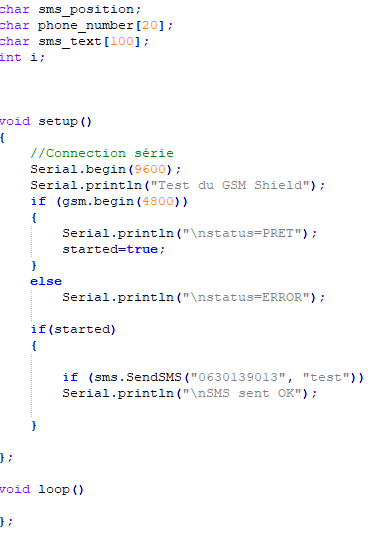 char sms_position;
char phone_number[20];
char sms_text[100];
int i;
void setup()
{
//Connection série
Serial.begin(9600);
Serial.println("Test du GSM Shield");
if (gsm.begin(4800))
{
Serial.println("\nstatus=PRET");
started=true;
}
else
Serial.println("\nstatus=ERROR");
if(started)
{
if (sms.SendSMS("0630139013", "test"))
Serial.println("\nSMS sent OK");
}
};
void loop()
};